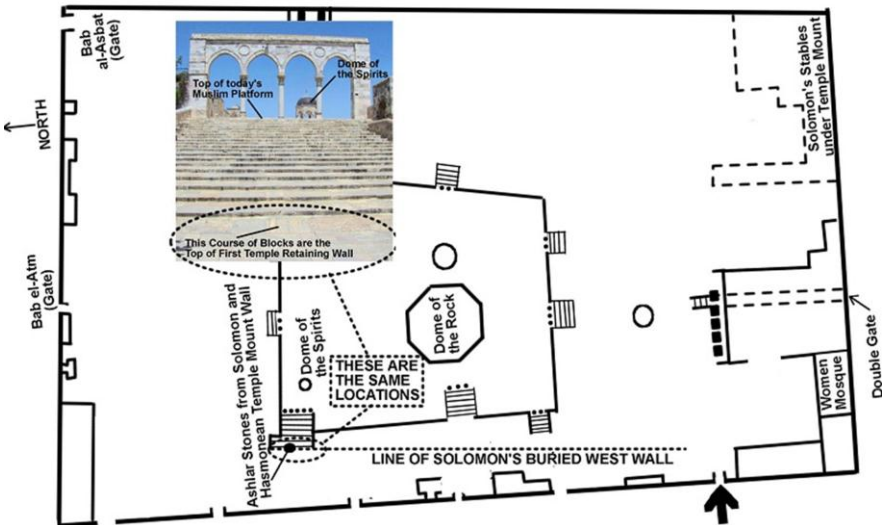 Bab
al-Asbat
(Gate)
NORTH
Bab el-Atm
(Gate)
Top of today's
Muslim Platform
Dome of
the Spirits
This Course of Blocks are the
Top of First Temple Retaining Wall
Solomon's Stables
under Temple Mount
Ashlar Stones from Solomon and
Hasmonean Temple Mount Wall
Dome of
the Spirits
THESE ARE
THE SAME
LOCATIONS
Dome of
the Rock
Women
Mosque
Double Gate
LINE OF SOLOMON'S BURIED WEST WALL